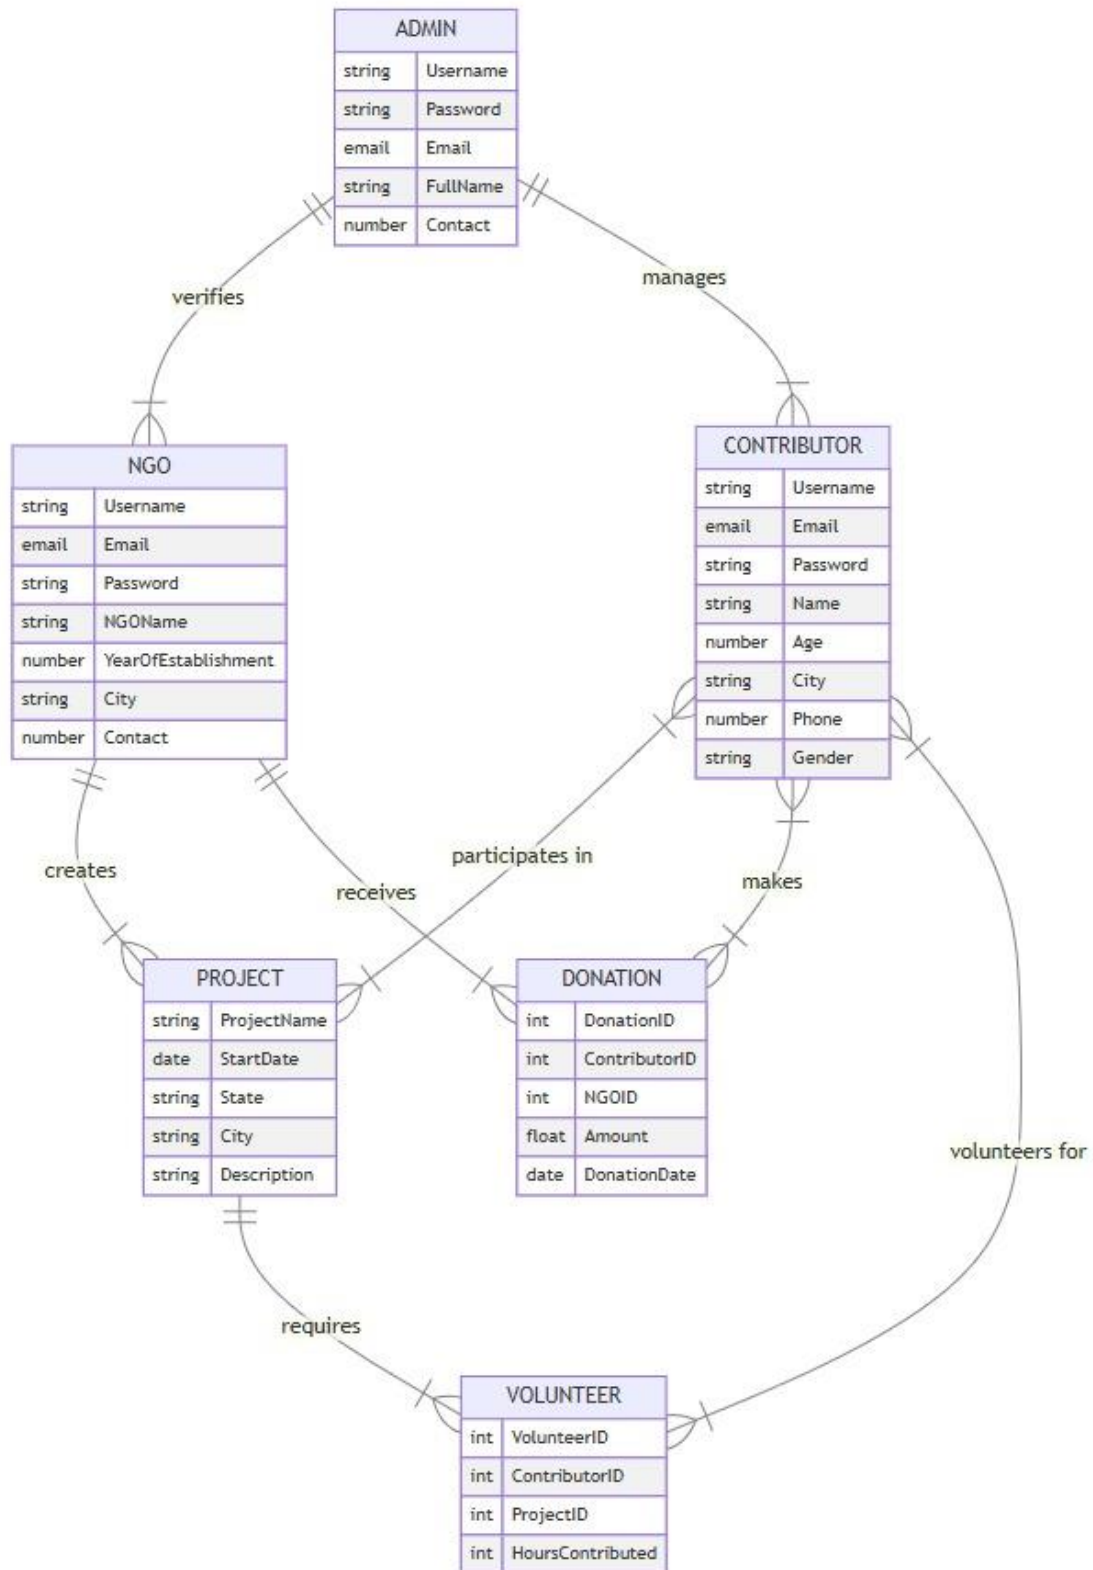 ADMIN
string Username
string Password
email Email
string FullName
number Contact
manages
verifies
NGO
string Username
email Email
string Password
string NGOName
number YearOfEstablishment
string City
number Contact
CONTRIBUTOR
string Username
email Email
string Password
string Name
number Age
string City
number Phone
string Gender
creates
receives
participates in
makes
PROJECT
string ProjectName
date StartDate
string State
string City
string Description
DONATION
int DonationID
int ContributorID
int NGOID
float Amount
date DonationDate
volunteers for
requires
VOLUNTEER
int VolunteerID
int ContributorID
int ProjectID
int HoursContributed